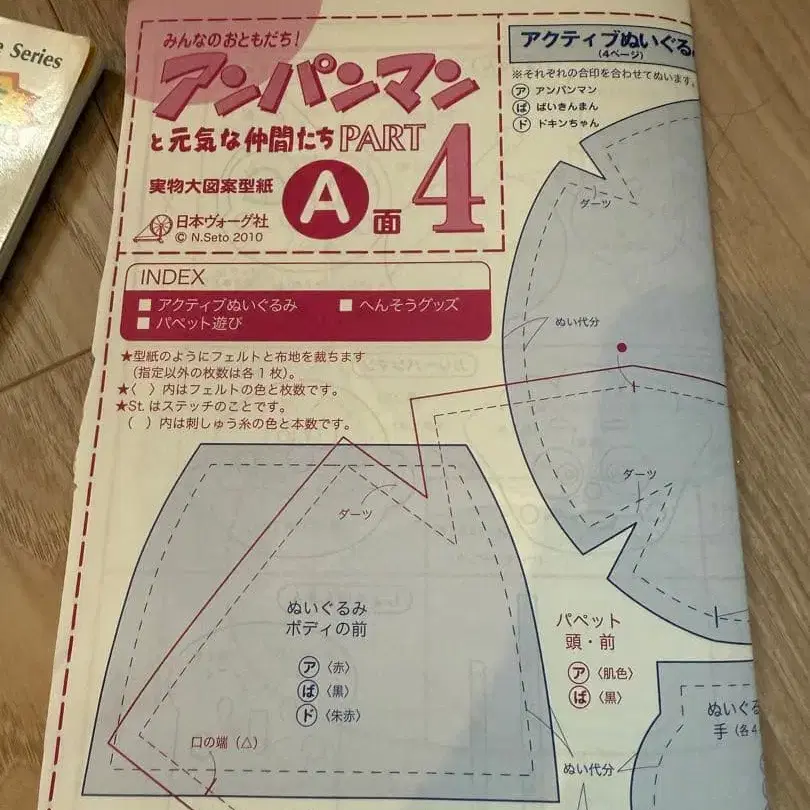 e Series
みんなのおともだち!
アンパンマン
と元気な仲間たち PART 4
実物大図案型紙 A 面
日本ヴォーグ社
© N.Seto 2010
INDEX
■ アクティブぬいぐるみ ■ へんそうグッズ
■ パペット遊び
★型紙のようにフェルトと布地を裁ちます
(指定以外の枚数は各1枚)。
★〈 〉内はフェルトの色と枚数です。
★St.はステッチのことです。
( )内は刺しゅう糸の色と本数です。
アクティブぬいぐる
(4ページ)
※それぞれの合印を合わせてぬいます。
ア アンパンマン
ば ばいきんまん
ド ドキンちゃん
ダーツ
ぬい代分
ダーツ
ダーツ
ぬいぐるみ
ボディの前
ア 〈赤〉
ば 〈黒〉
ド 〈朱赤〉
口の端(△)
パペット
頭・前
ア 〈肌色〉
ば 〈黒〉
ぬいぐる
手(各4
ぬい代分